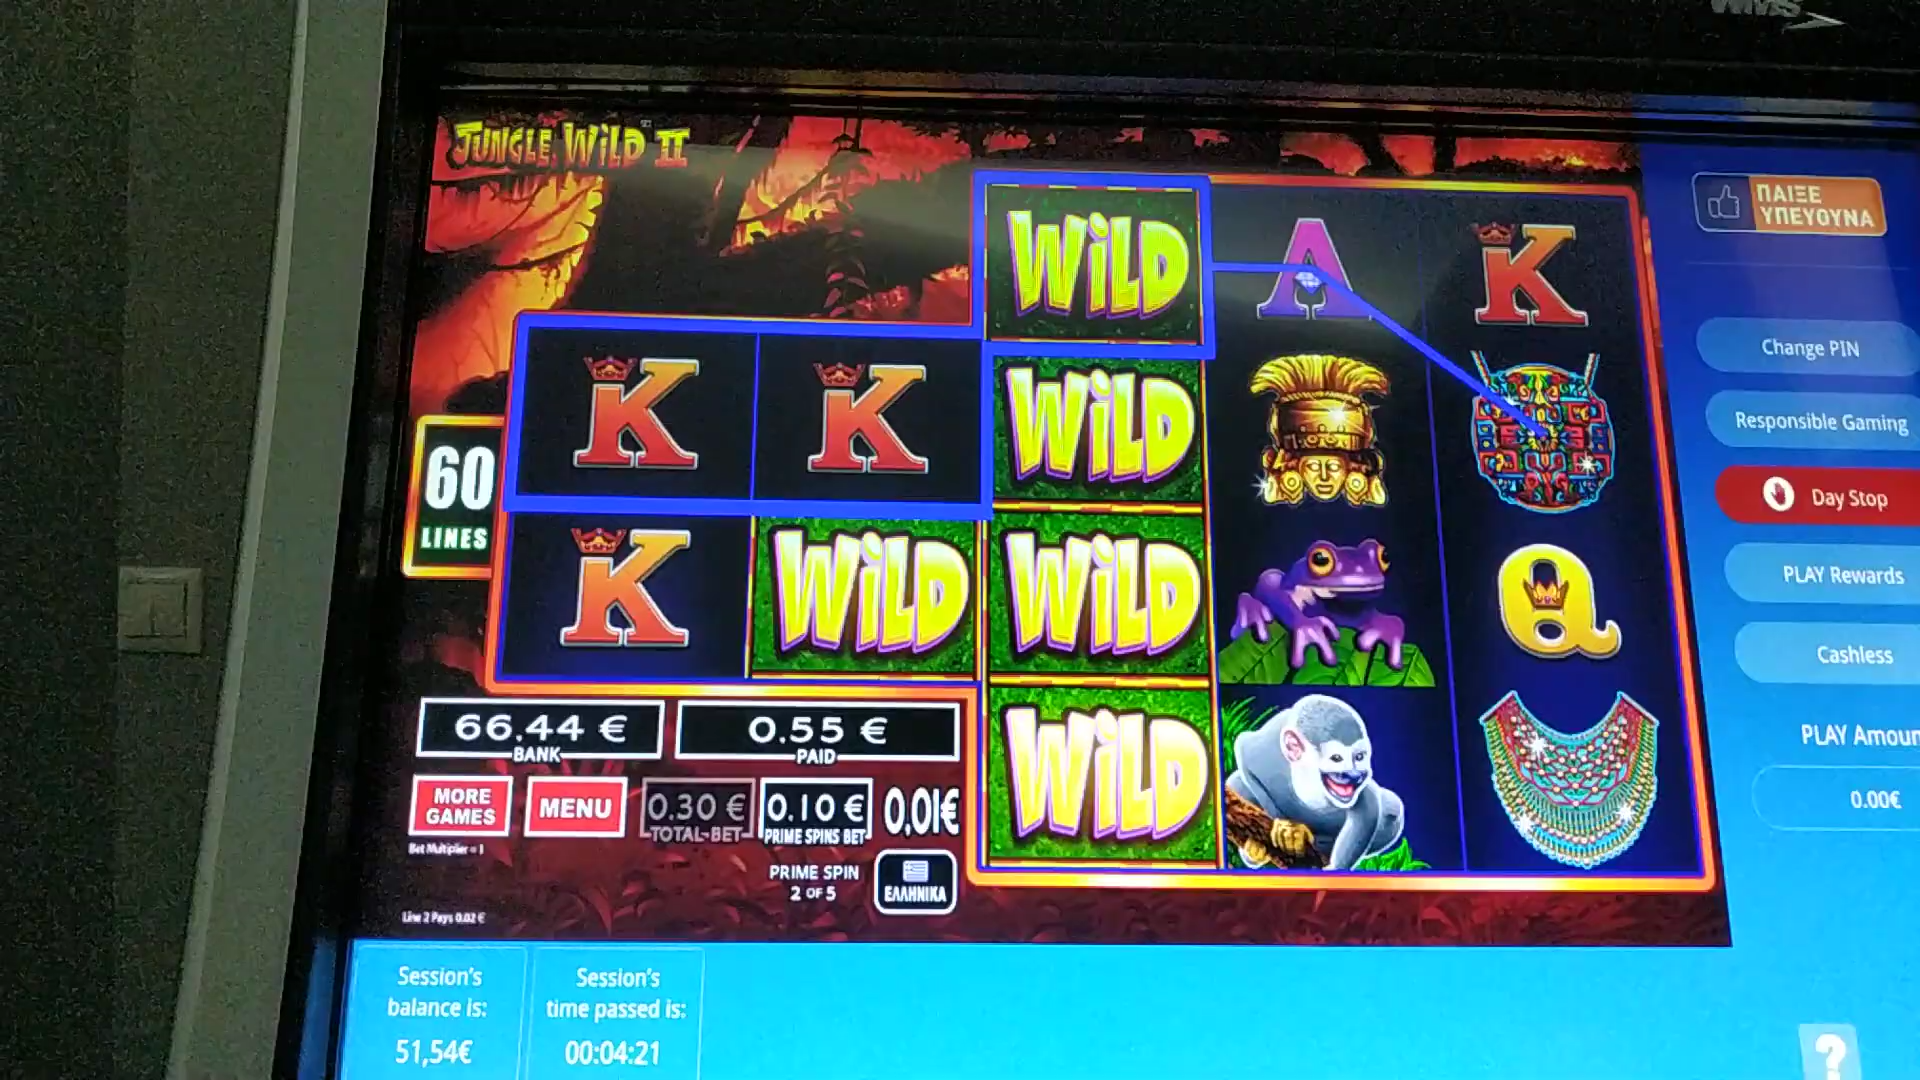 JUNGLE WILD II
ΠΑΙΞΕ
ΥΠΕΥΘΥΝΑ
WILD
A
K
Change PIN
K
K
WILD
Responsible Gaming
60
LINES
Day Stop
K
WILD
WILD
Q
PLAY Rewards
Cashless
66.44 €
BANK
0.55 €
PAID
WILD
PLAY Amoun
0.00€
MORE
GAMES
MENU
0.30 €
TOTAL-BET
0.10 €
PRIME SPINS BET
0,01€
Bet Multiplier = 1
PRIME SPIN
2 OF 5
ΕΛΛΗΝΙΚΑ
Line 2 Pays 0.02 €
Session's
balance is:
51,54€
Session's
time passed is:
00:04:21
?